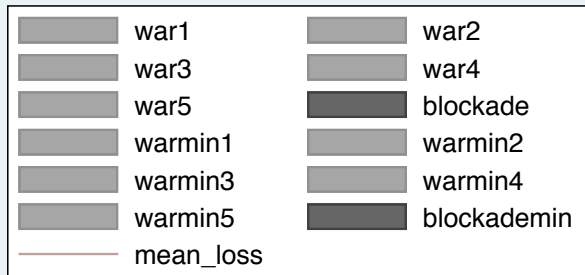 war1 war2
war3 war4
war5 blockade
warmin1 warmin2
warmin3 warmin4
warmin5 blockademin
mean_loss